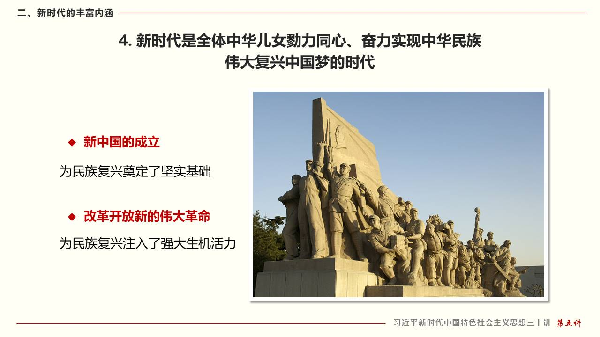 二、新时代的丰富内涵
4. 新时代是全体中华儿女勠力同心、奋力实现中华民族
伟大复兴中国梦的时代
◆ 新中国的成立
为民族复兴奠定了坚实基础
◆ 改革开放新的伟大革命
为民族复兴注入了强大生机活力
习近平新时代中国特色社会主义思想三十讲 第五讲